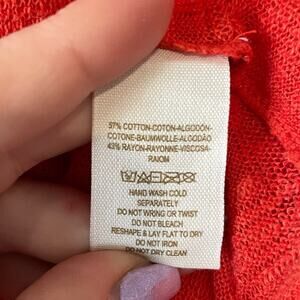 57% COTTON-COTON-ALGODÓN-
COTONE-BAUMWOLLE-ALGODÃO
43% RAYON-RAYONNE-VISCOSA-
RAIOM
HAND WASH COLD
SEPARATELY
DO NOT WRING OR TWIST
DO NOT BLEACH
RESHAPE & LAY FLAT TO DRY
DO NOT IRON
DO NOT DRY CLEAN